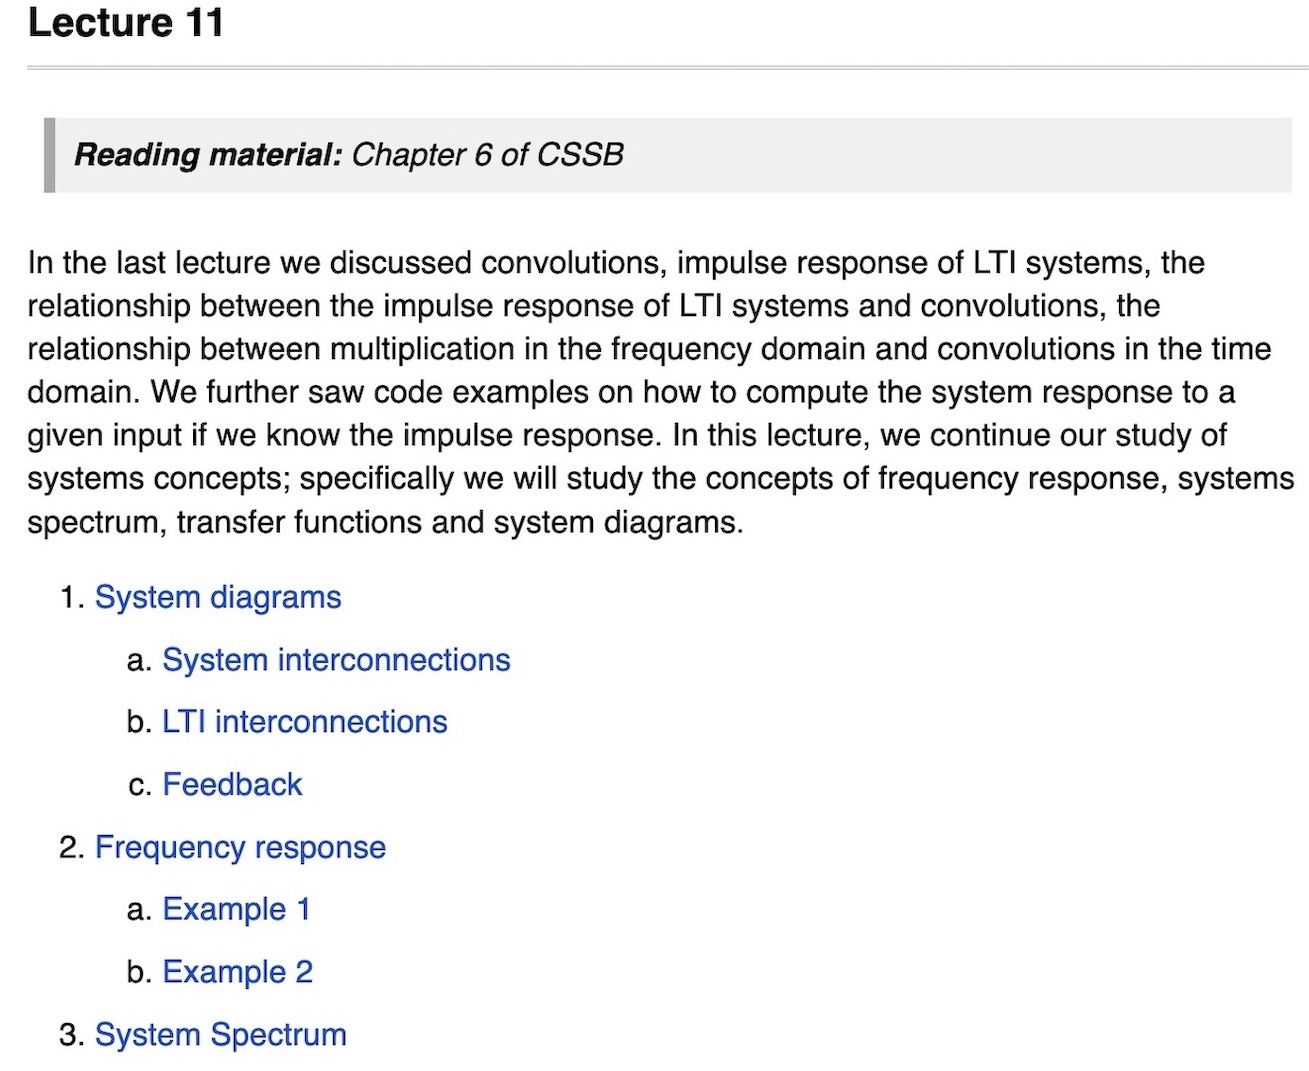 Lecture 11
Reading material: Chapter 6 of CSSB
In the last lecture we discussed convolutions, impulse response of LTI systems, the
relationship between the impulse response of LTI systems and convolutions, the
relationship between multiplication in the frequency domain and convolutions in the time
domain. We further saw code examples on how to compute the system response to a
given input if we know the impulse response. In this lecture, we continue our study of
systems concepts; specifically we will study the concepts of frequency response, systems
spectrum, transfer functions and system diagrams.
1. System diagrams
a. System interconnections
b. LTI interconnections
c. Feedback
2. Frequency response
a. Example 1
b. Example 2
3. System Spectrum